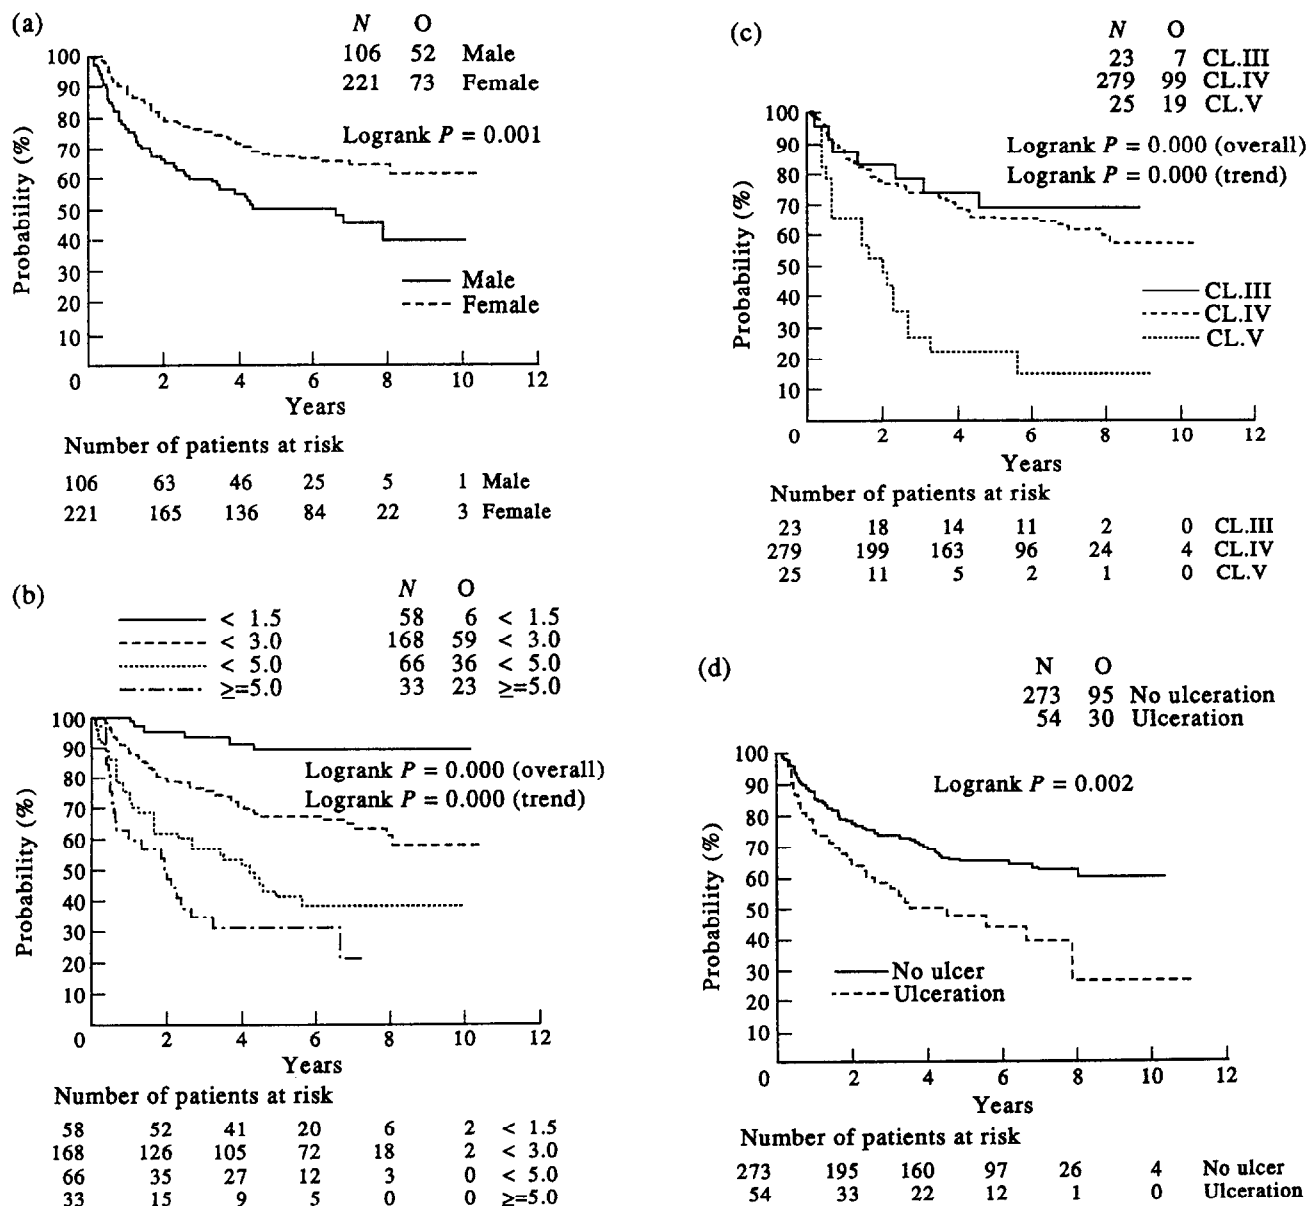 (a)
N O
106 52 Male
221 73 Female
Logrank P = 0.001
Probability (%)
100
90
80
70
60
50
40
30
20
10
Male
Female
0 2 4 6 8 10 12
Years
Number of patients at risk
106 63 46 25 5 1 Male
221 165 136 84 22 3 Female
(b)
N O
< 1.5 58 6 < 1.5
< 3.0 168 59 < 3.0
< 5.0 66 36 < 5.0
≥=5.0 33 23 ≥=5.0
Logrank P = 0.000 (overall)
Logrank P = 0.000 (trend)
Probability (%)
100
90
80
70
60
50
40
30
20
10
0 2 4 6 8 10 12
Years
Number of patients at risk
58 52 41 20 6 2 < 1.5
168 126 105 72 18 2 < 3.0
66 35 27 12 3 0 < 5.0
33 15 9 5 0 0 ≥=5.0
(c)
N O
23 7 CL.III
279 99 CL.IV
25 19 CL.V
Logrank P = 0.000 (overall)
Logrank P = 0.000 (trend)
Probability (%)
100
90
80
70
60
50
40
30
20
10
CL.III
CL.IV
CL.V
0 2 4 6 8 10 12
Years
Number of patients at risk
23 18 14 11 2 0 CL.III
279 199 163 96 24 4 CL.IV
25 11 5 2 1 0 CL.V
(d)
N O
273 95 No ulceration
54 30 Ulceration
Logrank P = 0.002
Probability (%)
100
90
80
70
60
50
40
30
20
10
No ulcer
Ulceration
0 2 4 6 8 10 12
Years
Number of patients at risk
273 195 160 97 26 4 No ulcer
54 33 22 12 1 0 Ulceration